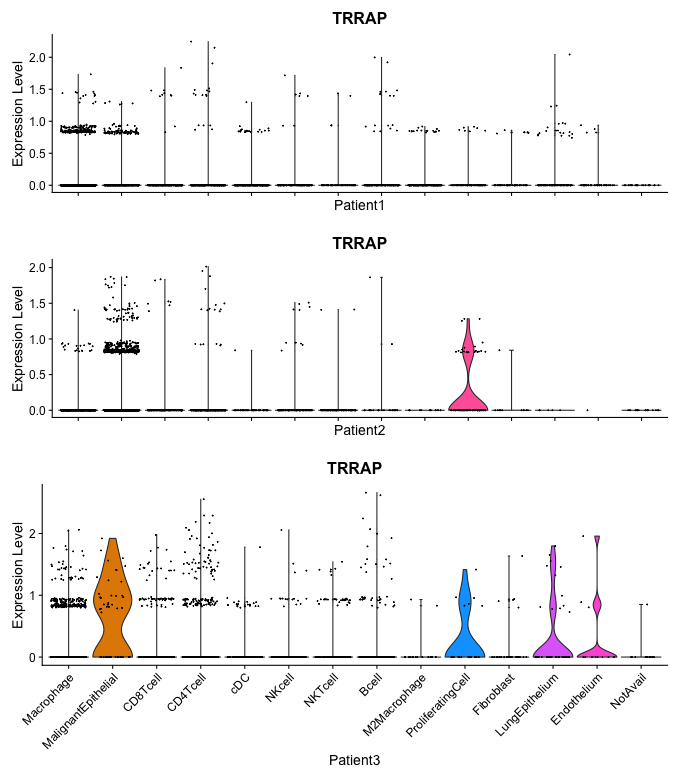 TRRAP
Expression Level
2.0
1.5
1.0
0.5
0.0
Patient1
TRRAP
Expression Level
2.0
1.5
1.0
0.5
0.0
Patient2
TRRAP
Expression Level
2
1
0
Macrophage
MalignantEpithelial
CD8Tcell
CD4Tcell
cDC
NKcell
NKTcell
Bcell
M2Macrophage
ProliferatingCell
Fibroblast
LungEpithelium
Endothelium
NotAvail
Patient3